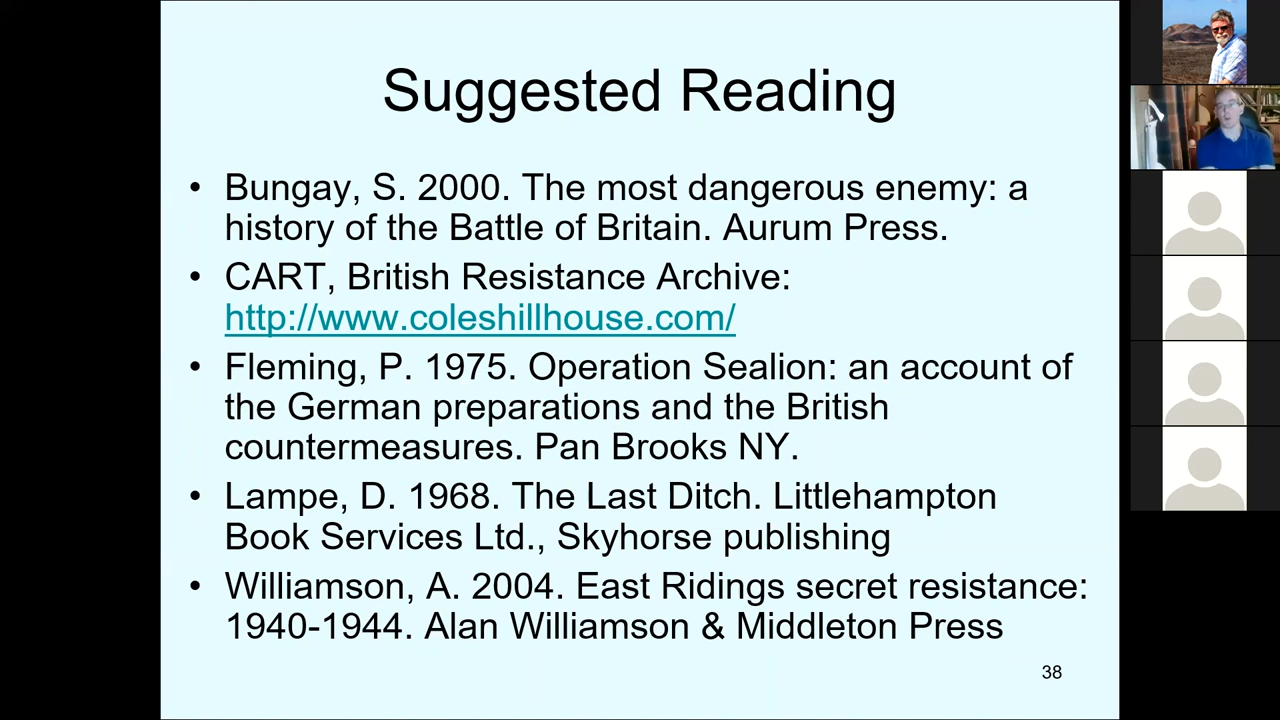 Suggested Reading
• Bungay, S. 2000. The most dangerous enemy: a
history of the Battle of Britain. Aurum Press.
• CART, British Resistance Archive:
http://www.coleshillhouse.com/
• Fleming, P. 1975. Operation Sealion: an account of
the German preparations and the British
countermeasures. Pan Brooks NY.
• Lampe, D. 1968. The Last Ditch. Littlehampton
Book Services Ltd., Skyhorse publishing
• Williamson, A. 2004. East Ridings secret resistance:
1940-1944. Alan Williamson & Middleton Press
38